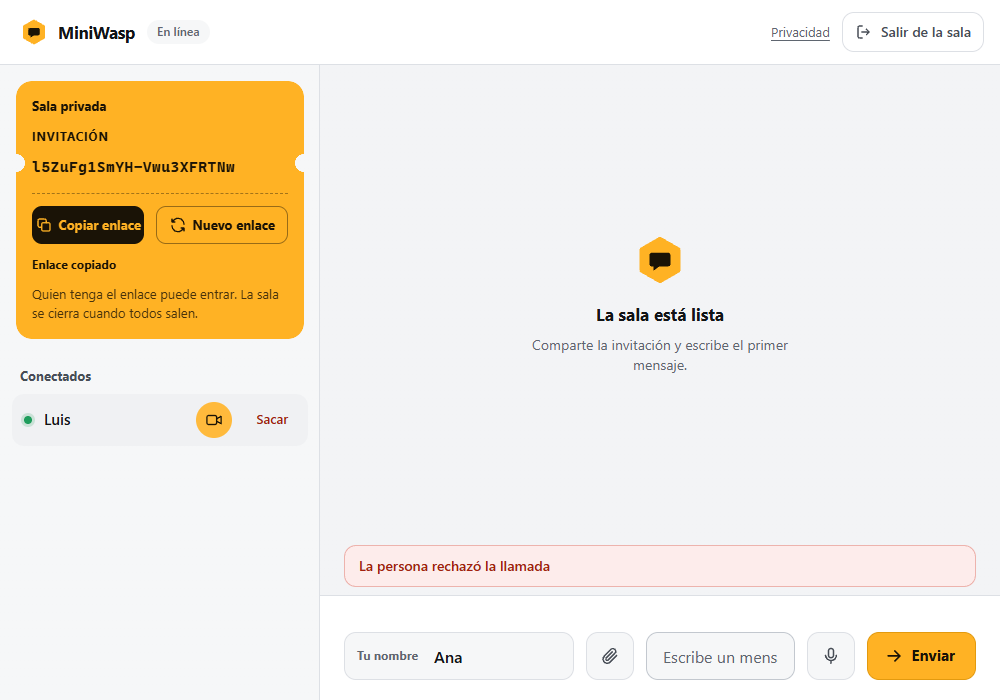 MiniWasp
En línea
Privacidad
Salir de la sala
Sala privada
INVITACIÓN
l5ZuFg1SmYH-Vwu3XFRTNw
Copiar enlace
Nuevo enlace
Enlace copiado
Quien tenga el enlace puede entrar. La sala
se cierra cuando todos salen.
Conectados
Luis
Sacar
La sala está lista
Comparte la invitación y escribe el primer
mensaje.
La persona rechazó la llamada
Tu nombre
Ana
Escribe un mens
Enviar